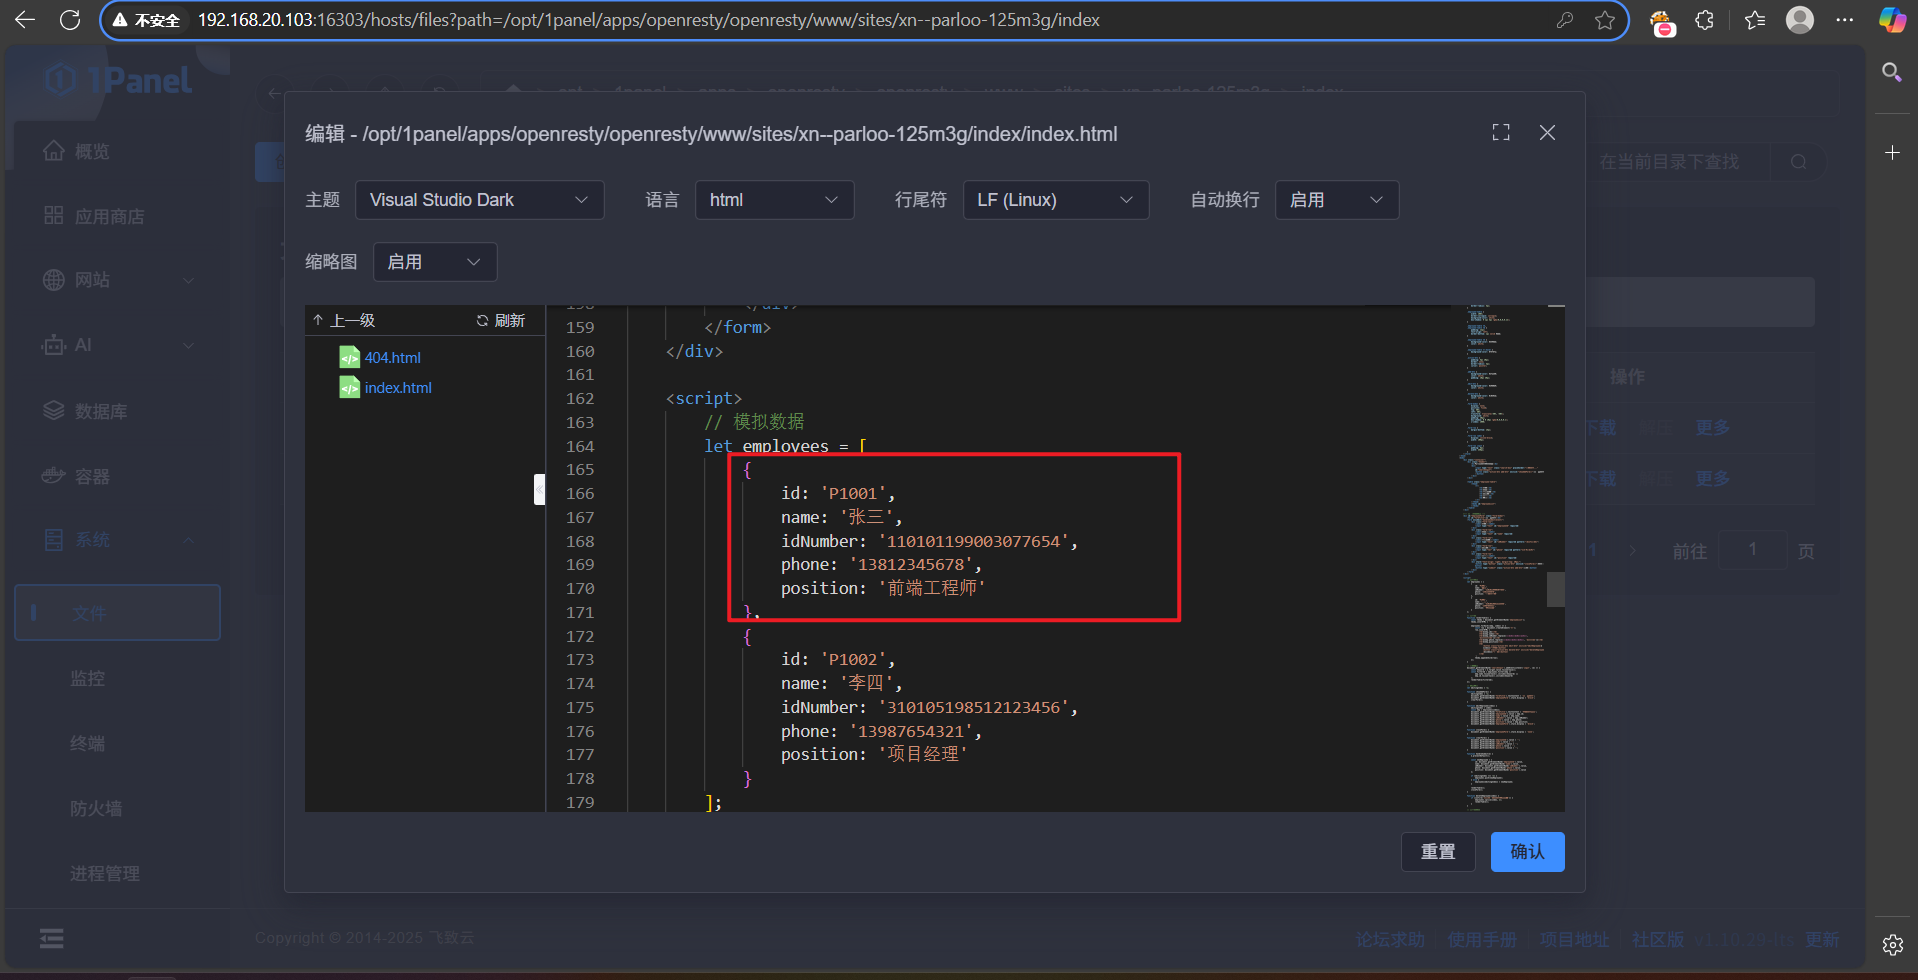 不安全 192.168.20.103:16303/hosts/files?path=/opt/1panel/apps/openresty/openresty/www/sites/xn--parloo-125m3g/index
1Panel
编辑 - /opt/1panel/apps/openresty/openresty/www/sites/xn--parloo-125m3g/index/index.html
概览
应用商店
网站
AI
数据库
容器
系统
文件
监控
终端
防火墙
进程管理
在当前目录下查找
主题 Visual Studio Dark 语言 html 行尾符 LF (Linux) 自动换行 启用
缩略图 启用
上一级 刷新
404.html
index.html
158 </div>
159 </form>
160 </div>
161
162 <script>
163 // 模拟数据
164 let employees = [
165 {
166 id: 'P1001',
167 name: '张三',
168 idNumber: '110101199003077654',
169 phone: '13812345678',
170 position: '前端工程师'
171 },
172 {
173 id: 'P1002',
174 name: '李四',
175 idNumber: '310105198512123456',
176 phone: '13987654321',
177 position: '项目经理'
178 }
179 ];
操作
下载 更多
下载 更多
1 前往 1 页
重置 确认
Copyright © 2014-2025 飞致云
论坛求助 使用手册 项目地址 社区版 v1.10.29-lts 更新